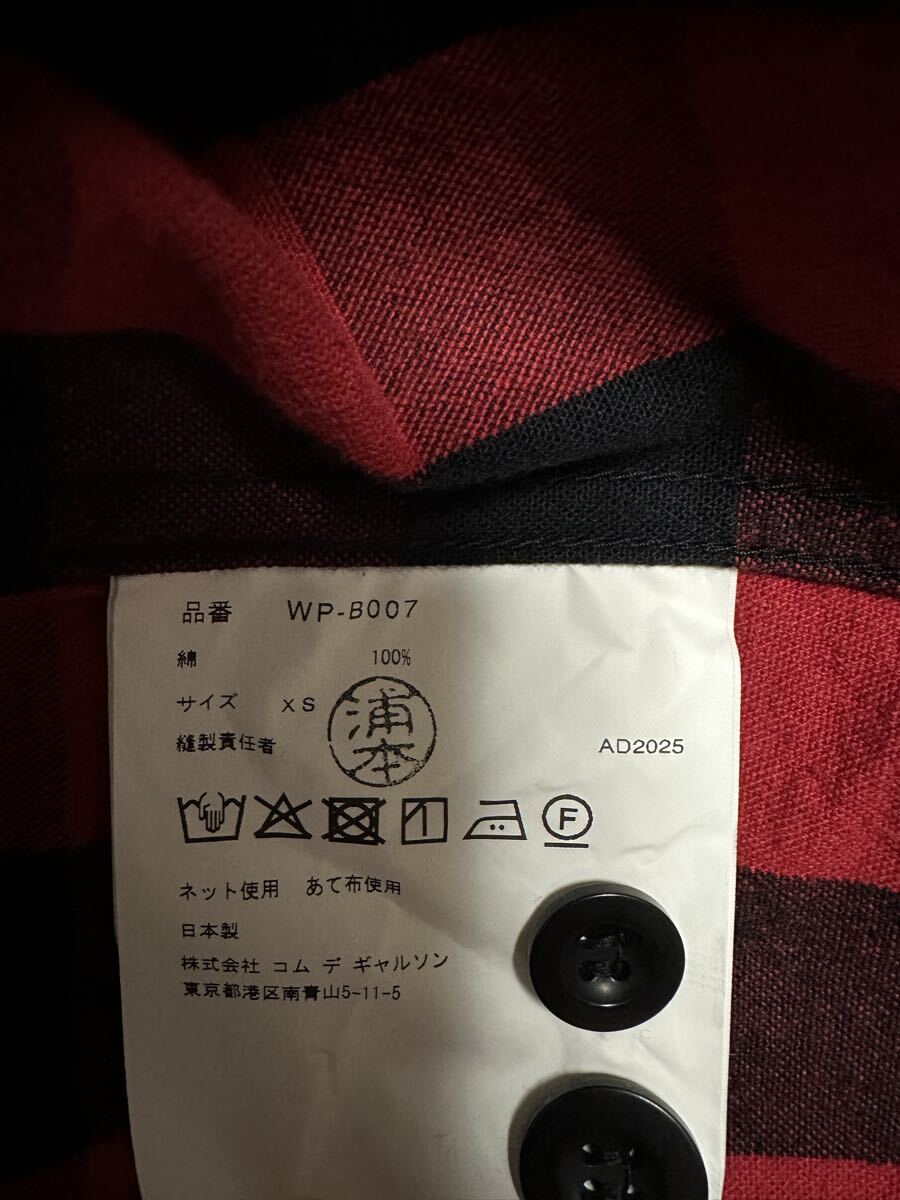 品番 WP-B007
綿 100%
サイズ XS
浦本
縫製責任者
AD2025
F
ネット使用 あて布使用
日本製
株式会社 コム デ ギャルソン
東京都港区南青山5-11-5